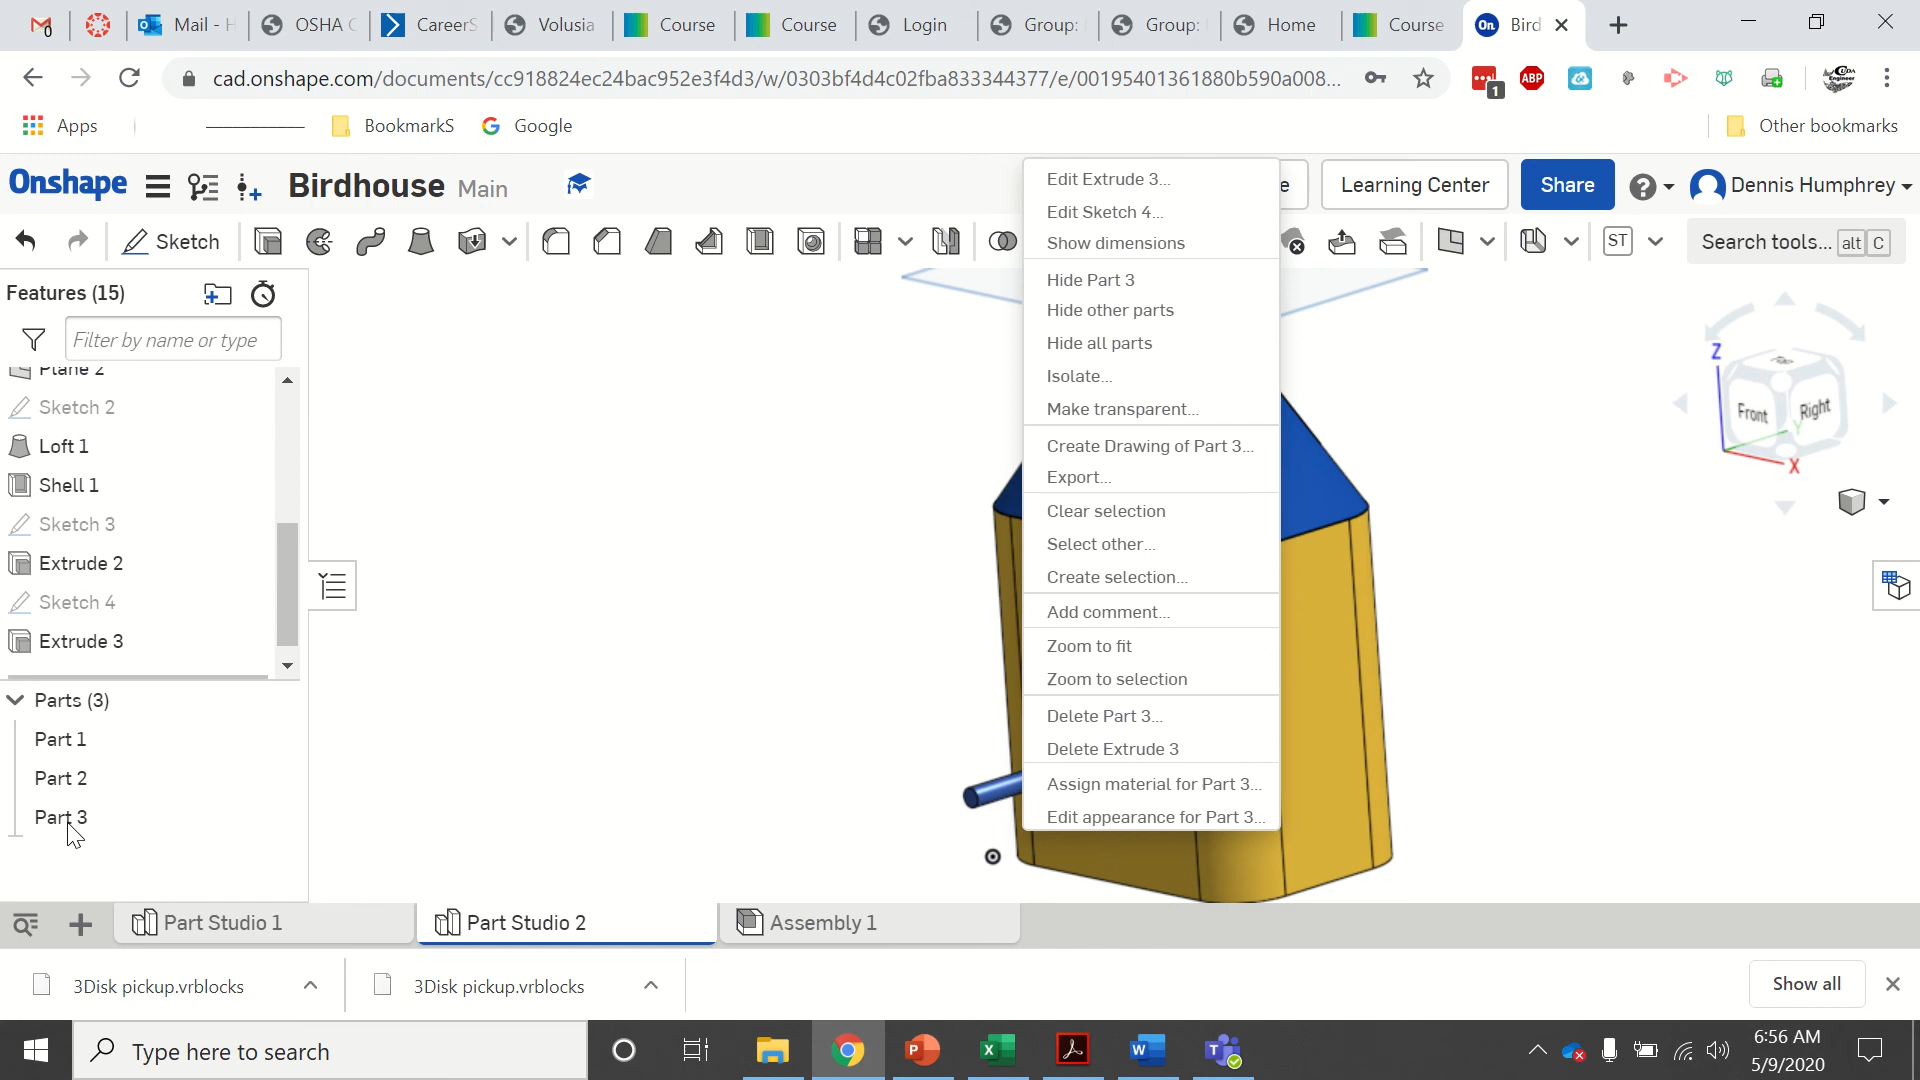 Mail - H
OSHA C
CareerS
Volusia
Course
Course
Login
Group:
Group:
Home
Course
On
Bird
cad.onshape.com/documents/cc918824ec24bac952e3f4d3/w/0303bf4d4c02fba833344377/e/00195401361880b590a008...
1
ABP
Apps
BookmarkS
Google
Other bookmarks
Onshape
Birdhouse Main
e
Learning Center
Share
Dennis Humphrey
Sketch
ST
Search tools... alt C
Features (15)
Filter by name or type
Plane 2
Sketch 2
Loft 1
Shell 1
Sketch 3
Extrude 2
Sketch 4
Extrude 3
Parts (3)
Part 1
Part 2
Part 3
Edit Extrude 3...
Edit Sketch 4...
Show dimensions
Hide Part 3
Hide other parts
Hide all parts
Isolate...
Make transparent...
Create Drawing of Part 3...
Export...
Clear selection
Select other...
Create selection...
Add comment...
Zoom to fit
Zoom to selection
Delete Part 3...
Delete Extrude 3
Assign material for Part 3...
Edit appearance for Part 3...
Z
Front
Right
Y
X
Part Studio 1
Part Studio 2
Assembly 1
3Disk pickup.vrblocks
3Disk pickup.vrblocks
Show all
Type here to search
6:56 AM
5/9/2020